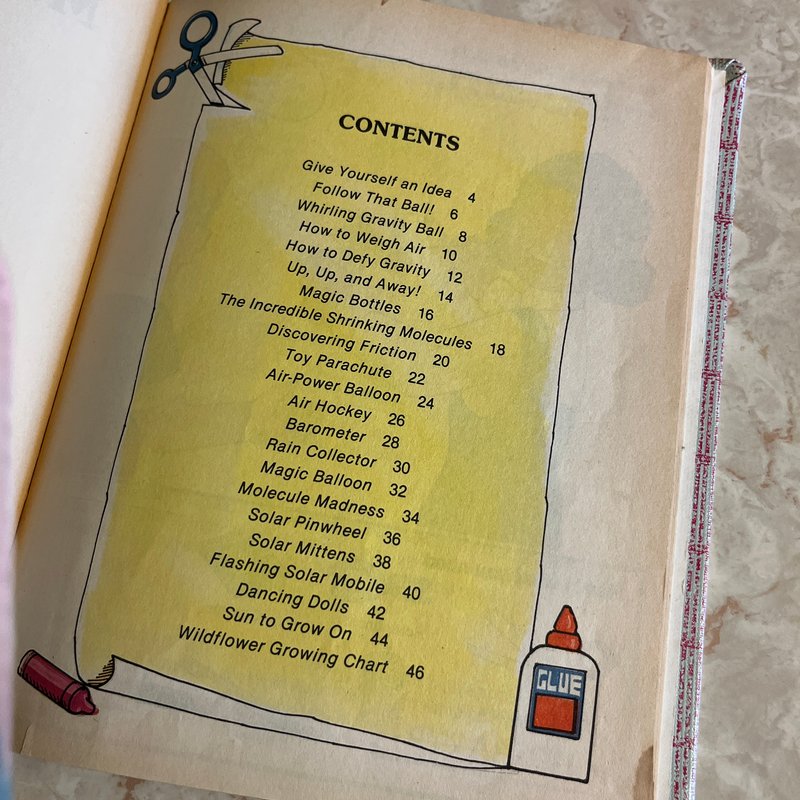 CONTENTS
Give Yourself an Idea 4
Follow That Ball! 6
Whirling Gravity Ball 8
How to Weigh Air 10
How to Defy Gravity 12
Up, Up, and Away! 14
Magic Bottles 16
The Incredible Shrinking Molecules 18
Discovering Friction 20
Toy Parachute 22
Air-Power Balloon 24
Air Hockey 26
Barometer 28
Rain Collector 30
Magic Balloon 32
Molecule Madness 34
Solar Pinwheel 36
Solar Mittens 38
Flashing Solar Mobile 40
Dancing Dolls 42
Sun to Grow On 44
Wildflower Growing Chart 46
GLUE